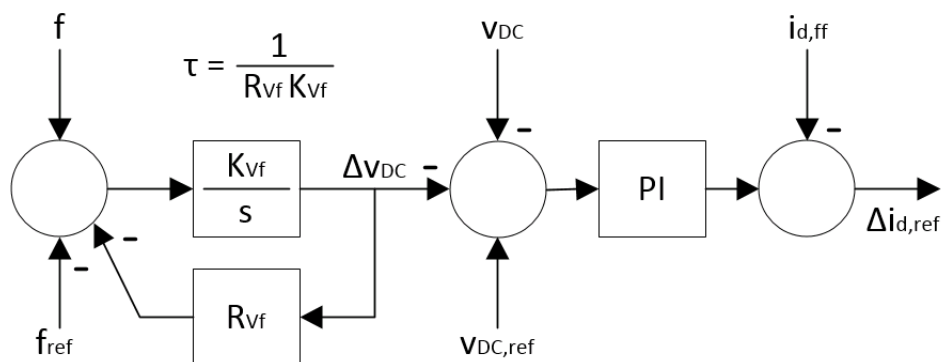 f
v_DC
i_d,ff
τ = 1 / (R_Vf K_Vf)
-
K_Vf / s
Δv_DC
-
PI
-
Δi_d,ref
-
-
R_Vf
f_ref
v_DC,ref